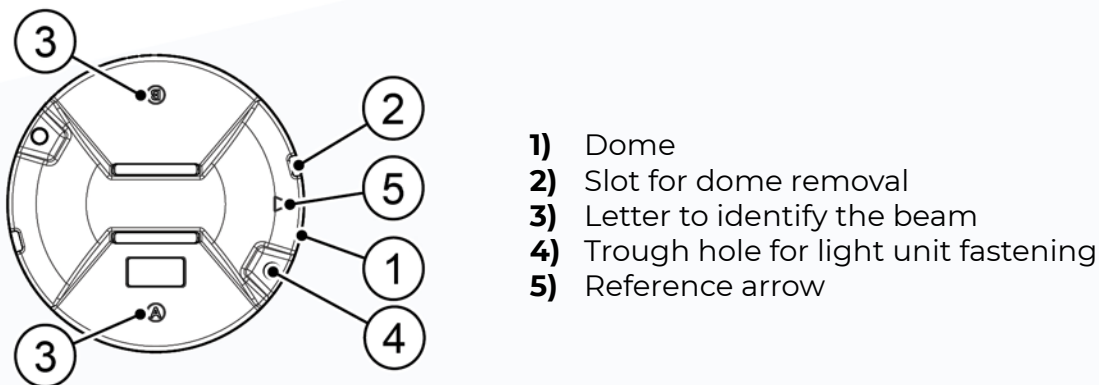 3
B
2
5
1
A
4
3
1) Dome
2) Slot for dome removal
3) Letter to identify the beam
4) Trough hole for light unit fastening
5) Reference arrow